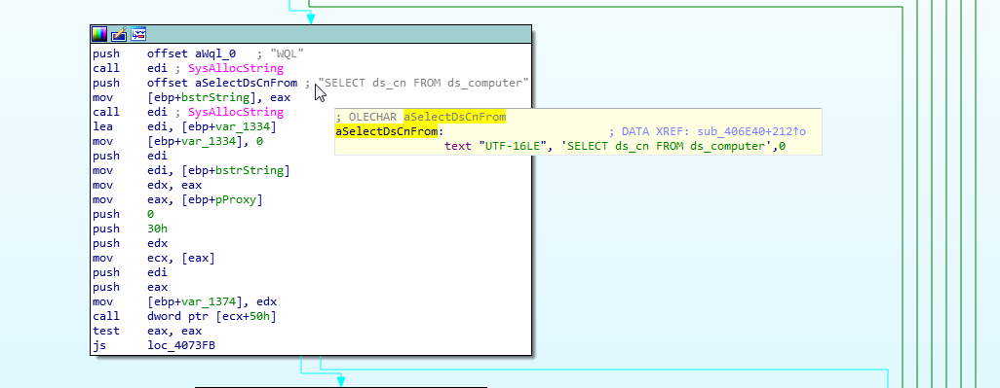 push offset aWql_0 ; "WQL"
call edi ; SysAllocString
push offset aSelectDsCnFrom ; "SELECT ds_cn FROM ds_computer"
mov [ebp+bstrString], eax
call edi ; SysAllocString
lea edi, [ebp+var_1334]
mov [ebp+var_1334], 0
push edi
lea edi, [ebp+bstrString]
mov edx, eax
mov eax, [ebp+pProxy]
push 0
push 30h
push edx
mov ecx, [eax]
push edi
push eax
mov [ebp+var_1374], edx
call dword ptr [ecx+50h]
test eax, eax
js loc_4073FB
; OLECHAR aSelectDsCnFrom
aSelectDsCnFrom: ; DATA XREF: sub_406E40+212↑o
text "UTF-16LE", 'SELECT ds_cn FROM ds_computer',0